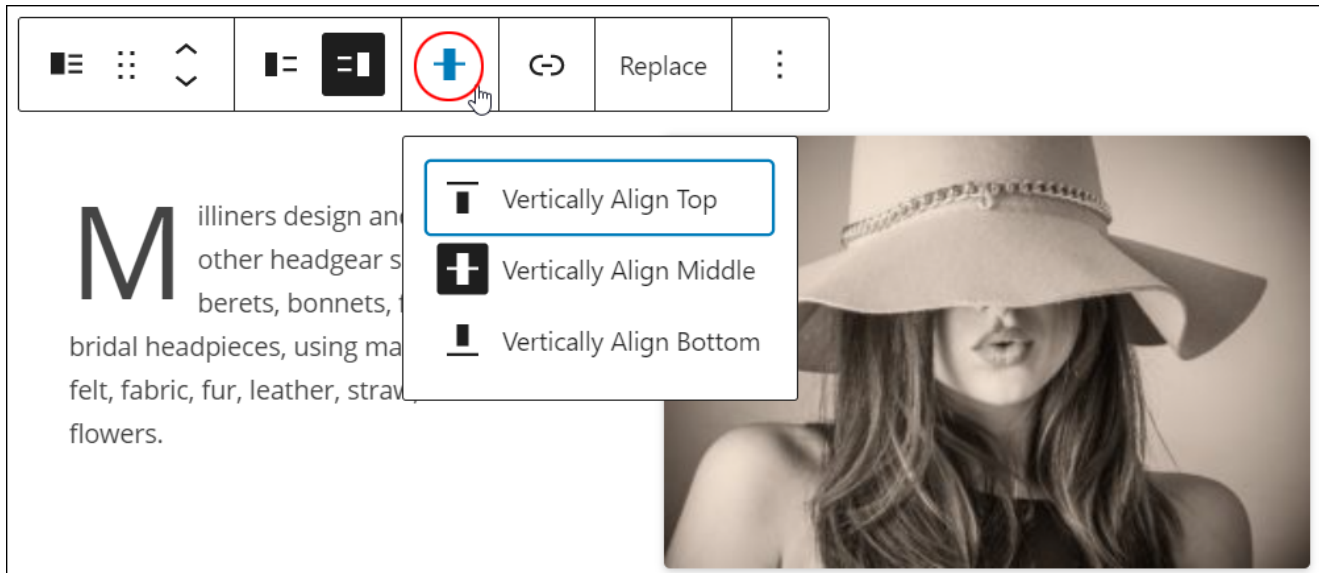 Replace
Vertically Align Top
Vertically Align Middle
Vertically Align Bottom
Milliners design and
other headgear s
berets, bonnets,
bridal headpieces, using ma
felt, fabric, fur, leather, straw
flowers.